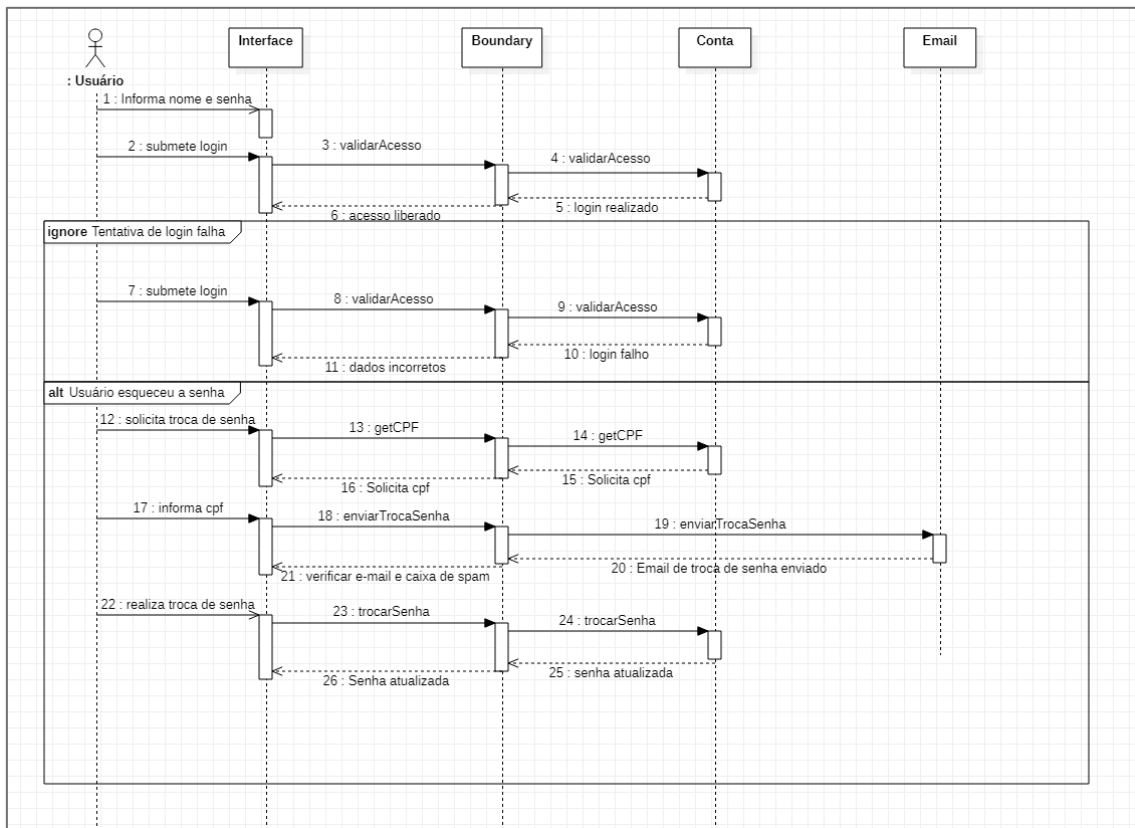 Interface
Boundary
Conta
Email
: Usuário
1 : Informa nome e senha
2 : submete login
3 : validarAcesso
4 : validarAcesso
5 : login realizado
6 : acesso liberado
ignore Tentativa de login falha
7 : submete login
8 : validarAcesso
9 : validarAcesso
10 : login falho
11 : dados incorretos
alt Usuário esqueceu a senha
12 : solicita troca de senha
13 : getCPF
14 : getCPF
15 : Solicita cpf
16 : Solicita cpf
17 : informa cpf
18 : enviarTrocaSenha
19 : enviarTrocaSenha
20 : Email de troca de senha enviado
21 : verificar e-mail e caixa de spam
22 : realiza troca de senha
23 : trocarSenha
24 : trocarSenha
25 : senha atualizada
26 : Senha atualizada